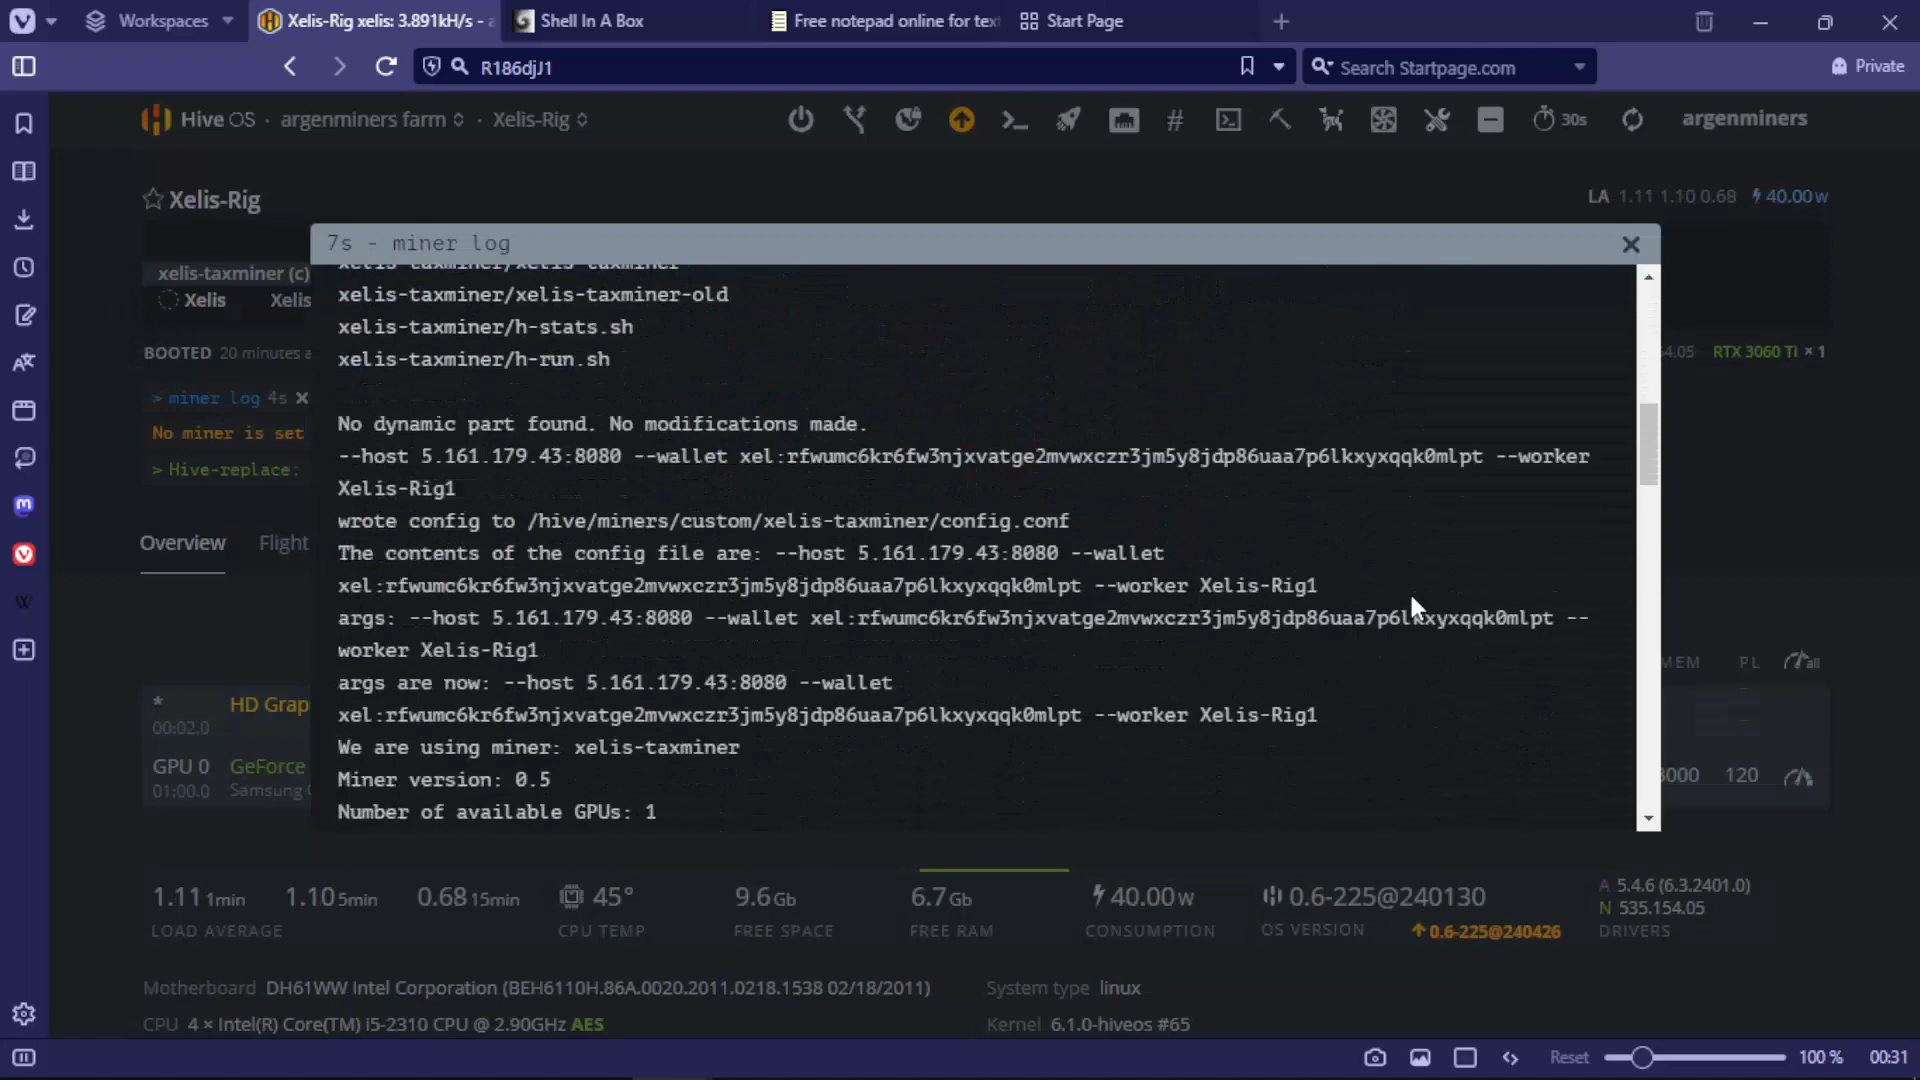 Workspaces
Xelis-Rig xelis: 3.891kH/s - a
Shell In A Box
Free notepad online for text
Start Page
R186djJ1
Search Startpage.com
Private
Hive OS · argenminers farm · Xelis-Rig
30s
argenminers
Xelis-Rig
LA 1.11 1.10 0.68 40.00 w
7s - miner log
xelis-taxminer (c)
Xelis Xelis
BOOTED 20 minutes a
4.05 RTX 3060 Ti × 1
> miner log 4s
No miner is set
> Hive-replace:
Overview Flight
xelis-taxminer/xelis-taxminer
xelis-taxminer/xelis-taxminer-old
xelis-taxminer/h-stats.sh
xelis-taxminer/h-run.sh
No dynamic part found. No modifications made.
--host 5.161.179.43:8080 --wallet xel:rfwumc6kr6fw3njxvatge2mvwxczr3jm5y8jdp86uaa7p6lkxyxqqk0mlpt --worker
Xelis-Rig1
wrote config to /hive/miners/custom/xelis-taxminer/config.conf
The contents of the config file are: --host 5.161.179.43:8080 --wallet
xel:rfwumc6kr6fw3njxvatge2mvwxczr3jm5y8jdp86uaa7p6lkxyxqqk0mlpt --worker Xelis-Rig1
args: --host 5.161.179.43:8080 --wallet xel:rfwumc6kr6fw3njxvatge2mvwxczr3jm5y8jdp86uaa7p6lkxyxqqk0mlpt --
worker Xelis-Rig1
args are now: --host 5.161.179.43:8080 --wallet
xel:rfwumc6kr6fw3njxvatge2mvwxczr3jm5y8jdp86uaa7p6lkxyxqqk0mlpt --worker Xelis-Rig1
We are using miner: xelis-taxminer
Miner version: 0.5
Number of available GPUs: 1
MEM PL all
* HD Grap
00:02.0
GPU 0 GeForce
01:00.0 Samsung
8000 120
1.11 1min 1.10 5min 0.68 15min 45° 9.6 Gb 6.7 Gb 40.00 w 0.6-225@240130
A 5.4.6 (6.3.2401.0)
N 535.154.05
LOAD AVERAGE CPU TEMP FREE SPACE FREE RAM CONSUMPTION OS VERSION 0.6-225@240426 DRIVERS
Motherboard DH61WW Intel Corporation (BEH6110H.86A.0020.2011.0218.1538 02/18/2011)
System type linux
CPU 4 × Intel(R) Core(TM) i5-2310 CPU @ 2.90GHz AES
Kernel 6.1.0-hiveos #65
Reset 100 % 00:31